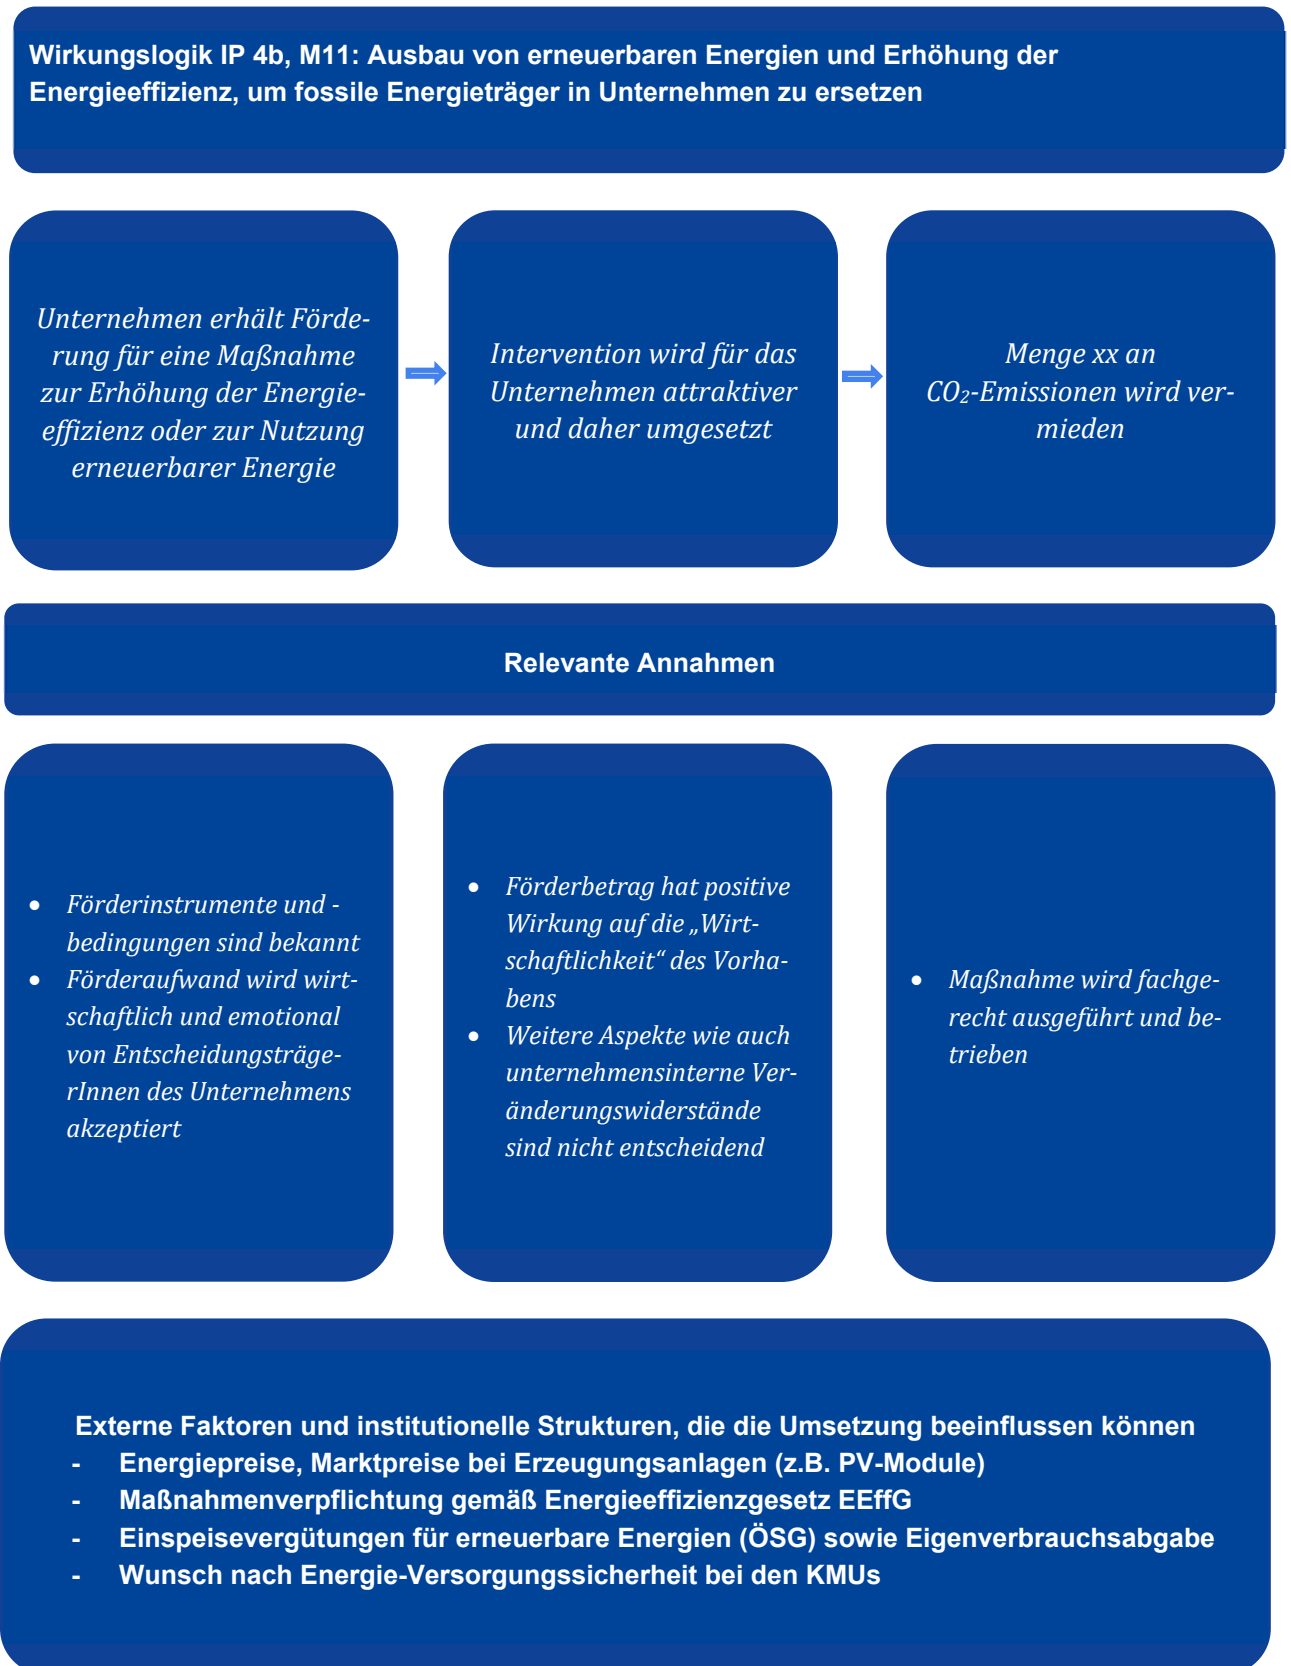 Wirkungslogik IP 4b, M11: Ausbau von erneuerbaren Energien und Erhöhung der
Energieeffizienz, um fossile Energieträger in Unternehmen zu ersetzen
Unternehmen erhält Förde-
rung für eine Maßnahme
zur Erhöhung der Energie-
effizienz oder zur Nutzung
erneuerbarer Energie
Intervention wird für das
Unternehmen attraktiver
und daher umgesetzt
Menge xx an
CO₂-Emissionen wird ver-
mieden
Relevante Annahmen
• Förderinstrumente und -
bedingungen sind bekannt
• Förderaufwand wird wirt-
schaftlich und emotional
von Entscheidungsträge-
rInnen des Unternehmens
akzeptiert
• Förderbetrag hat positive
Wirkung auf die „Wirt-
schaftlichkeit“ des Vorha-
bens
• Weitere Aspekte wie auch
unternehmensinterne Ver-
änderungswiderstände
sind nicht entscheidend
• Maßnahme wird fachge-
recht ausgeführt und be-
trieben
Externe Faktoren und institutionelle Strukturen, die die Umsetzung beeinflussen können
- Energiepreise, Marktpreise bei Erzeugungsanlagen (z.B. PV-Module)
- Maßnahmenverpflichtung gemäß Energieeffizienzgesetz EEffG
- Einspeisevergütungen für erneuerbare Energien (ÖSG) sowie Eigenverbrauchsabgabe
- Wunsch nach Energie-Versorgungssicherheit bei den KMUs